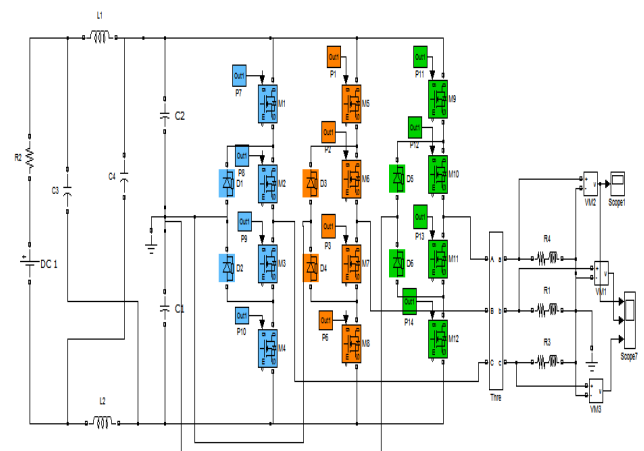 L1
R2
DC 1
+
C3
C4
C2
C1
L2
Out1
P7
M1
Out1
P8
M2
D1
Out1
P9
M3
D2
Out1
P10
M4
Out1
P1
M5
Out1
P2
M6
D3
Out1
P3
M7
D4
Out1
P6
M8
Out1
P11
M9
Out1
P12
M10
D5
Out1
P13
M11
D6
Out1
P14
M12
A a
B b
C c
Thre
R4
R1
R3
+ v
-
VM2
Scope1
+ v
-
VM1
Scope7
+ v
-
VM3